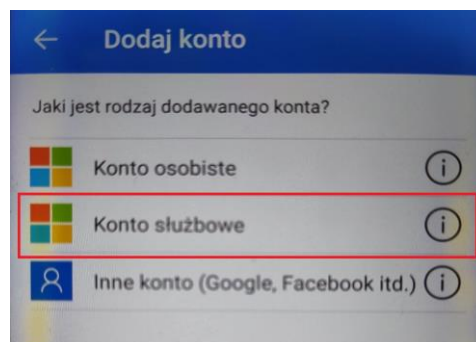 Dodaj konto
Jaki jest rodzaj dodawanego konta?
Konto osobiste
Konto służbowe
Inne konto (Google, Facebook itd.)